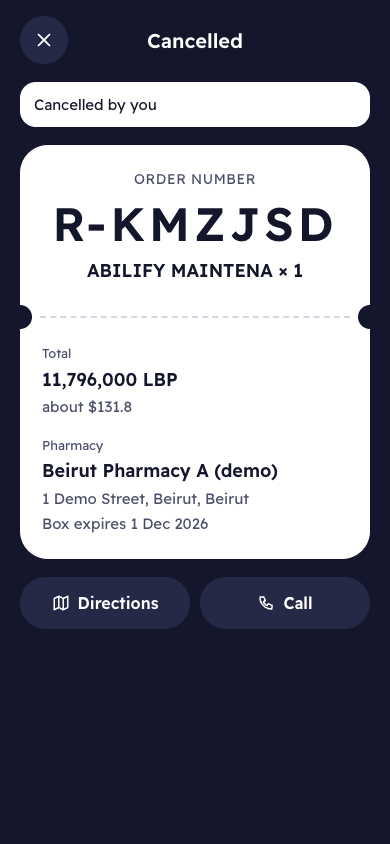 Cancelled
Cancelled by you
ORDER NUMBER
R-KMZJSD
ABILIFY MAINTENA × 1
Total
11,796,000 LBP
about $131.8
Pharmacy
Beirut Pharmacy A (demo)
1 Demo Street, Beirut, Beirut
Box expires 1 Dec 2026
Directions
Call